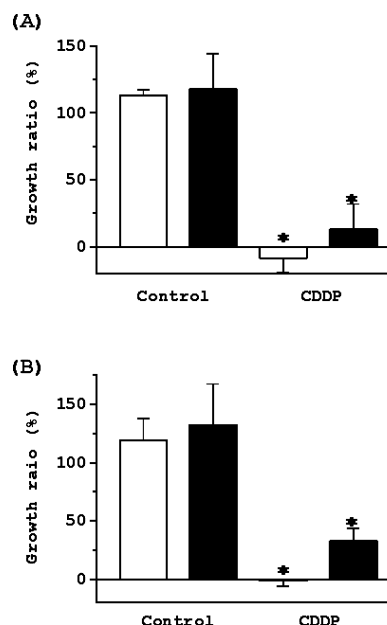 (A)
Growth ratio (%)
150
100
50
0
*
*
Control
CDDP
(B)
Growth raio (%)
150
100
50
0
*
*
Control
CDDP